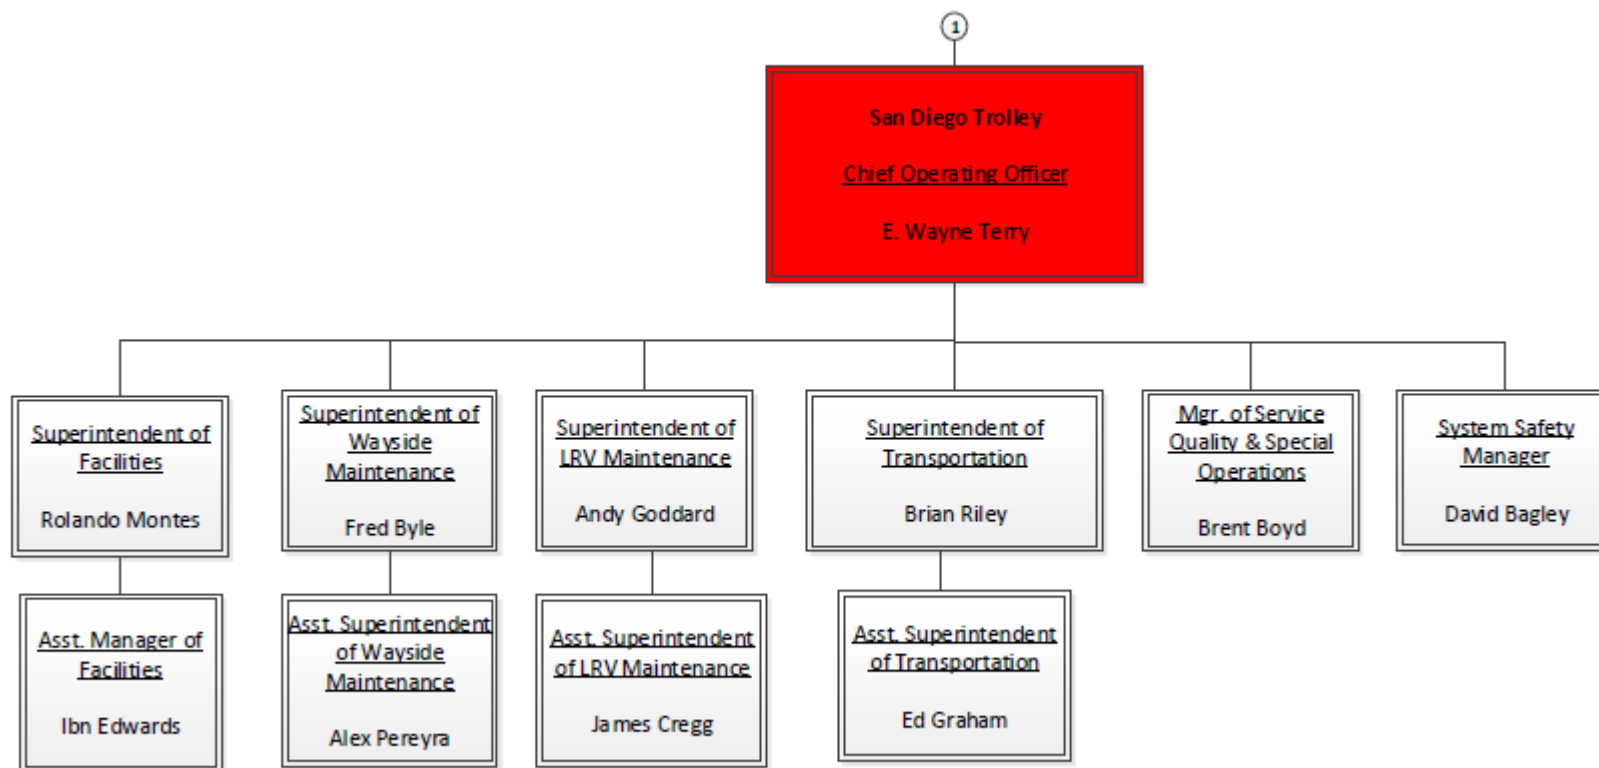 1
San Diego Trolley
Chief Operating Officer
E. Wayne Terry
Superintendent of
Facilities
Rolando Montes
Superintendent of
Wayside
Maintenance
Fred Byle
Superintendent of
LRV Maintenance
Andy Goddard
Superintendent of
Transportation
Brian Riley
Mgr. of Service
Quality & Special
Operations
Brent Boyd
System Safety
Manager
David Bagley
Asst. Manager of
Facilities
Ibn Edwards
Asst. Superintendent
of Wayside
Maintenance
Alex Pereyra
Asst. Superintendent
of LRV Maintenance
James Cregg
Asst. Superintendent
of Transportation
Ed Graham